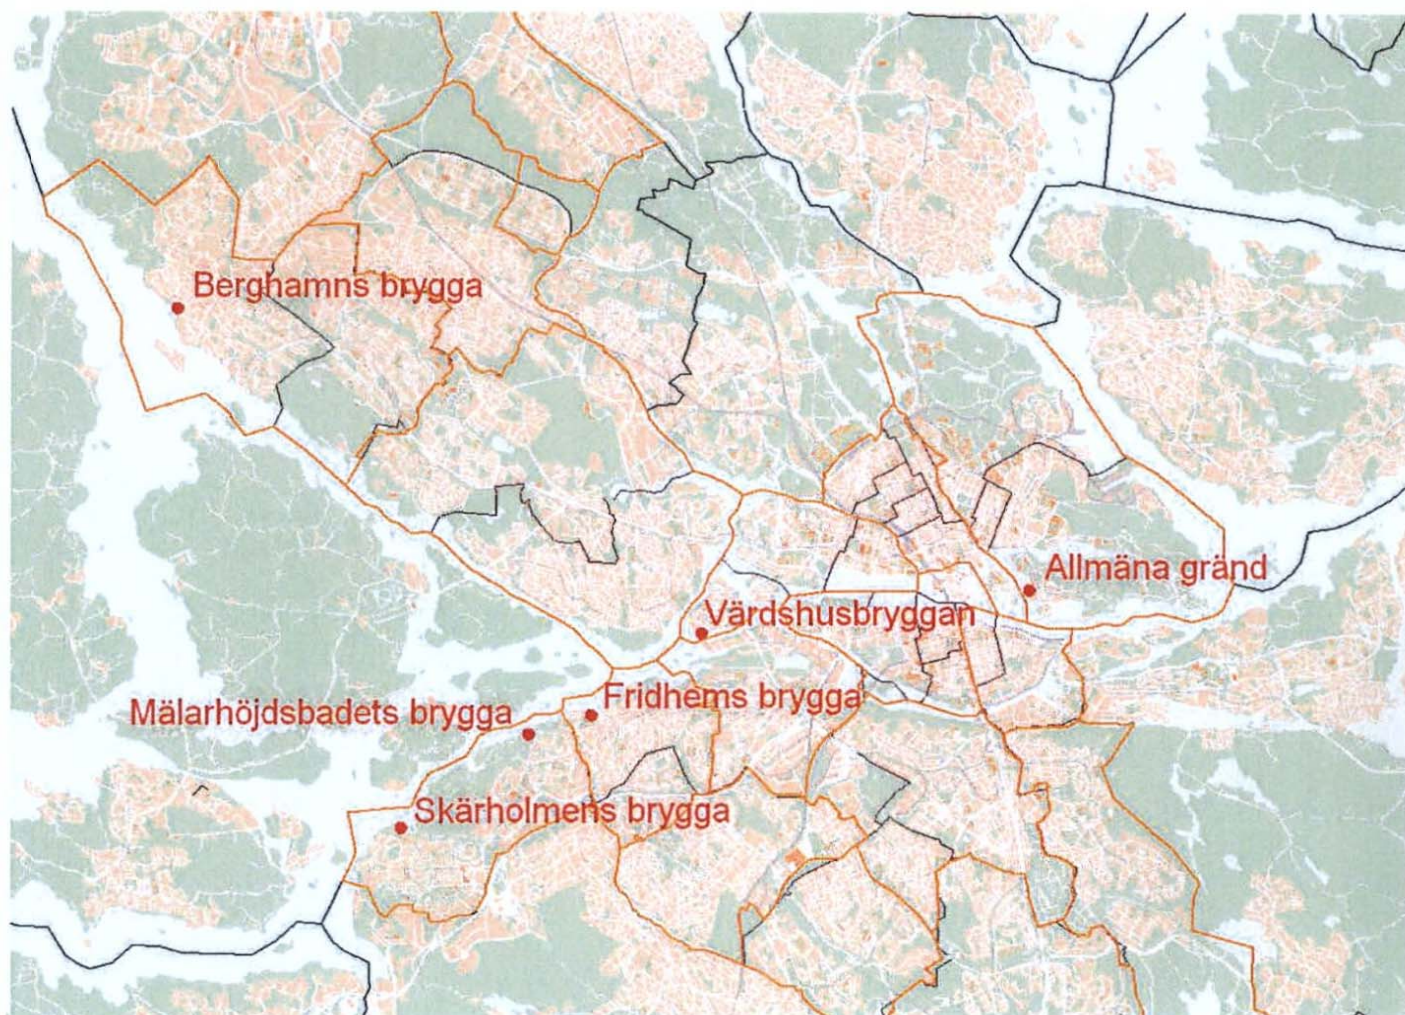 Berghamns brygga
Allmäna gränd
Värdshusbryggan
Fridhems brygga
Mälarhöjdsbadets brygga
Skärholmens brygga